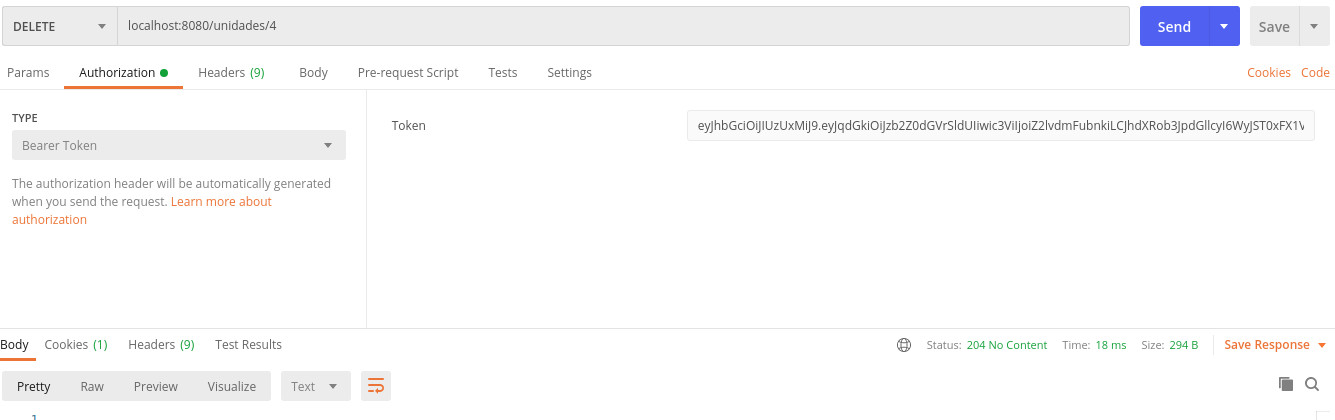 DELETE localhost:8080/unidades/4 Send Save
Params Authorization Headers (9) Body Pre-request Script Tests Settings Cookies Code
TYPE
Bearer Token
The authorization header will be automatically generated
when you send the request. Learn more about
authorization
Token eyJhbGciOiJIUzUxMiJ9.eyJqdGkiOiJzb2Z0dGVrSldUIiwic3ViIjoiZ2lvdmFubnkiLCJhdXRob3JpdGllcyI6WyJST0xFX1V
Body Cookies (1) Headers (9) Test Results Status: 204 No Content Time: 18 ms Size: 294 B Save Response
Pretty Raw Preview Visualize Text
1